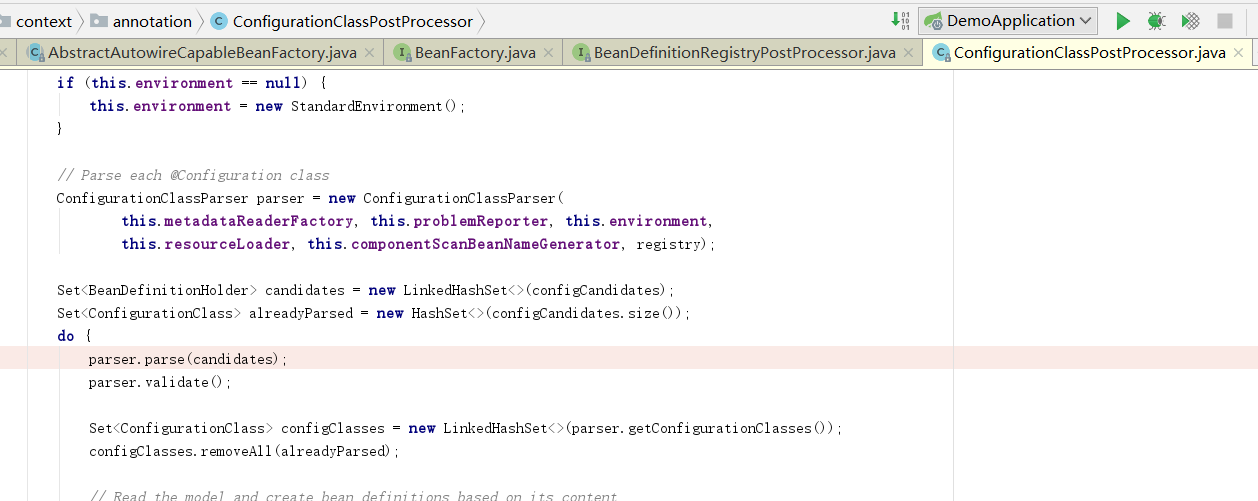 context annotation ConfigurationClassPostProcessor DemoApplication
AbstractAutowireCapableBeanFactory.java BeanFactory.java BeanDefinitionRegistryPostProcessor.java ConfigurationClassPostProcessor.java
if (this.environment == null) {
this.environment = new StandardEnvironment();
}
// Parse each @Configuration class
ConfigurationClassParser parser = new ConfigurationClassParser(
this.metadataReaderFactory, this.problemReporter, this.environment,
this.resourceLoader, this.componentScanBeanNameGenerator, registry);
Set<BeanDefinitionHolder> candidates = new LinkedHashSet<>(configCandidates);
Set<ConfigurationClass> alreadyParsed = new HashSet<>(configCandidates.size());
do {
parser.parse(candidates);
parser.validate();
Set<ConfigurationClass> configClasses = new LinkedHashSet<>(parser.getConfigurationClasses());
configClasses.removeAll(alreadyParsed);
// Read the model and create bean definitions based on its content